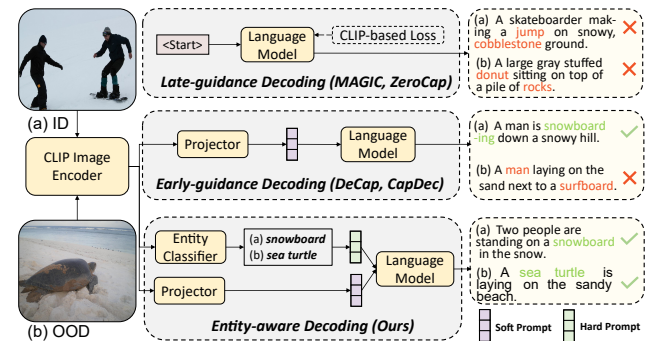 (a) ID
CLIP Image
Encoder
(b) OOD
<Start>
Language
Model
CLIP-based Loss
Late-guidance Decoding (MAGIC, ZeroCap)
(a) A skateboarder mak-
ing a jump on snowy,
cobblestone ground.
(b) A large gray stuffed
donut sitting on top of
a pile of rocks.
Projector
Language
Model
Early-guidance Decoding (DeCap, CapDec)
(a) A man is snowboard
-ing down a snowy hill.
(b) A man laying on the
sand next to a surfboard.
Entity
Classifier
(a) snowboard
(b) sea turtle
Projector
Language
Model
Entity-aware Decoding (Ours)
(a) Two people are
standing on a snowboard
in the snow.
(b) A sea turtle is
laying on the sandy
beach.
Soft Prompt
Hard Prompt